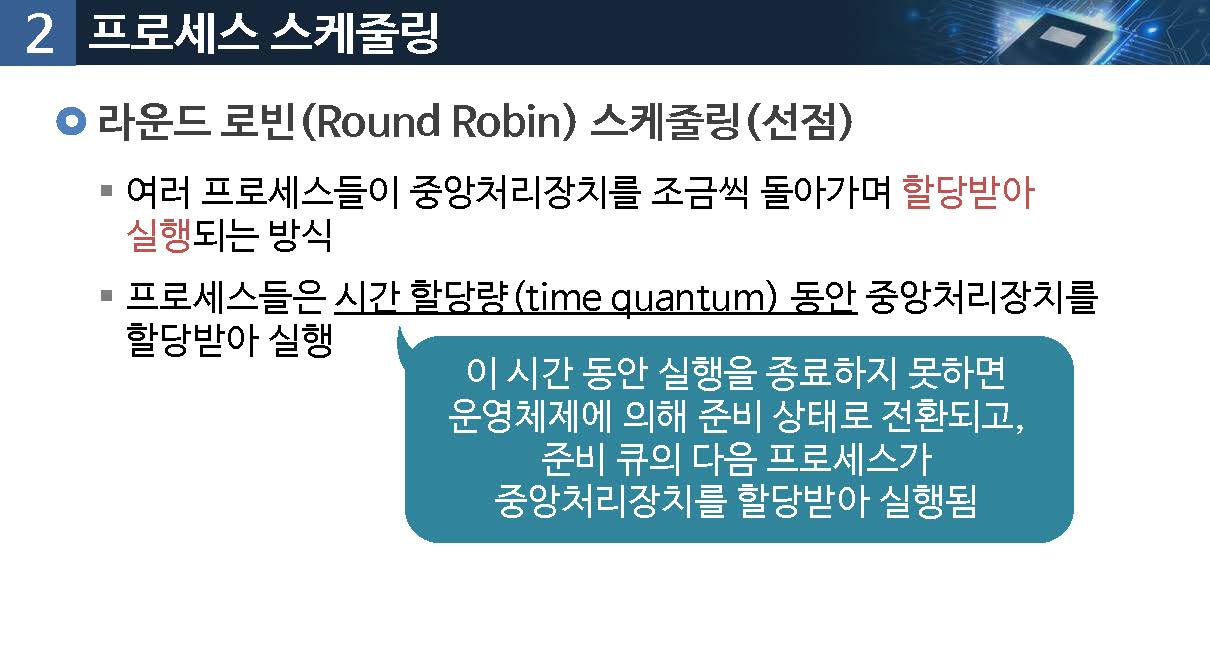 2 프로세스 스케줄링
라운드 로빈(Round Robin) 스케줄링(선점)
여러 프로세스들이 중앙처리장치를 조금씩 돌아가며 할당받아
실행되는 방식
프로세스들은 시간 할당량(time quantum) 동안 중앙처리장치를
할당받아 실행
이 시간 동안 실행을 종료하지 못하면
운영체제에 의해 준비 상태로 전환되고,
준비 큐의 다음 프로세스가
중앙처리장치를 할당받아 실행됨